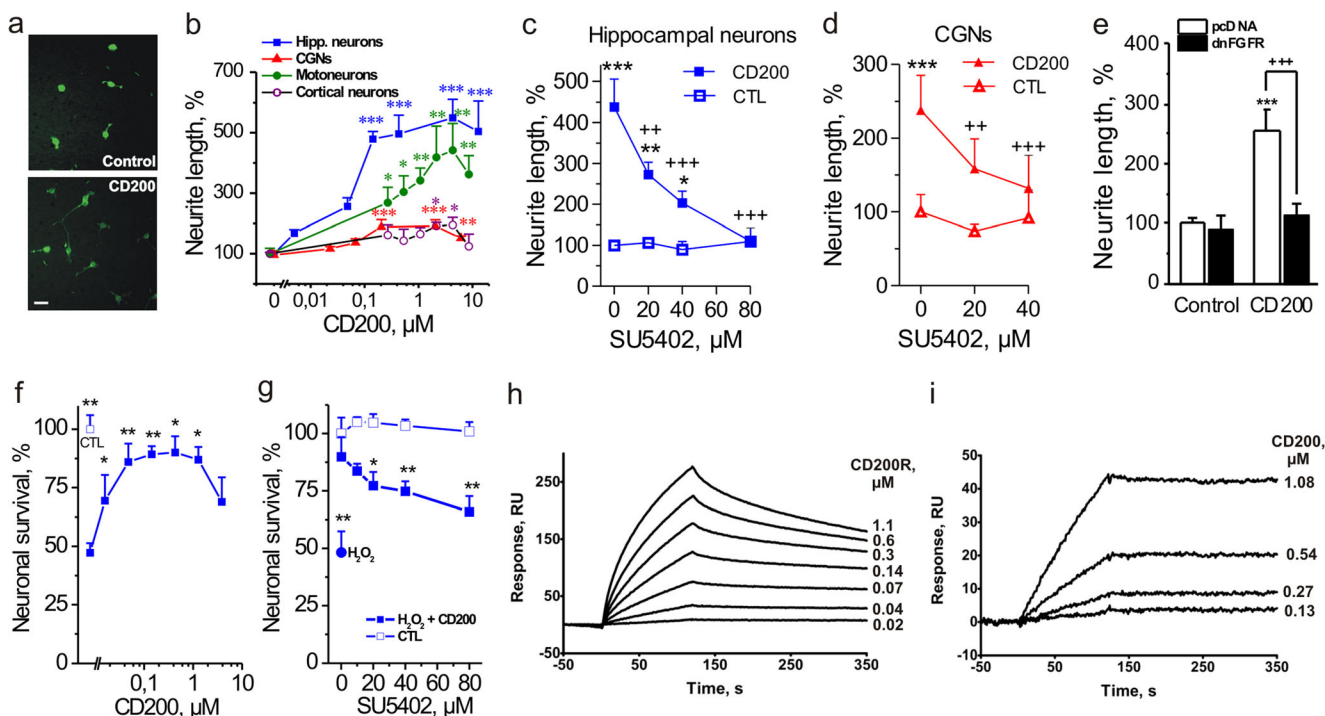 a
Control
CD200
b
Hipp. neurons
CGNs
Motoneurons
Cortical neurons
Neurite length, %
700
500
300
100
*** *** *** ***
* * ** ** ** **
*** *** **
* *
0 0,01 0,1 1 10
CD200, µM
c
Hippocampal neurons
CD200
CTL
Neurite length, %
500
400
300
200
100
0
***
++
**
+++
*
+++
0 20 40 80
SU5402, µM
d
CGNs
CD200
CTL
Neurite length, %
300
200
100
0
***
++
+++
0 20 40
SU5402, µM
e
pcDNA
dnFGFR
Neurite length, %
400
350
300
250
200
150
100
50
0
+++
***
Control CD200
f
Neuronal survival, %
100
75
50
25
0
**
CTL
* ** ** * *
0,1 1 10
CD200, µM
g
Neuronal survival, %
100
75
50
25
0
* ** **
**
H₂O₂
H₂O₂ + CD200
CTL
0 20 40 60 80
SU5402, µM
h
Response, RU
250
150
50
-50
CD200R,
µM
1.1
0.6
0.3
0.14
0.07
0.04
0.02
-50 50 150 250 350
Time, s
i
Response, RU
50
40
30
20
10
0
-10
CD200,
µM
1.08
0.54
0.27
0.13
-50 50 150 250 350
Time, s